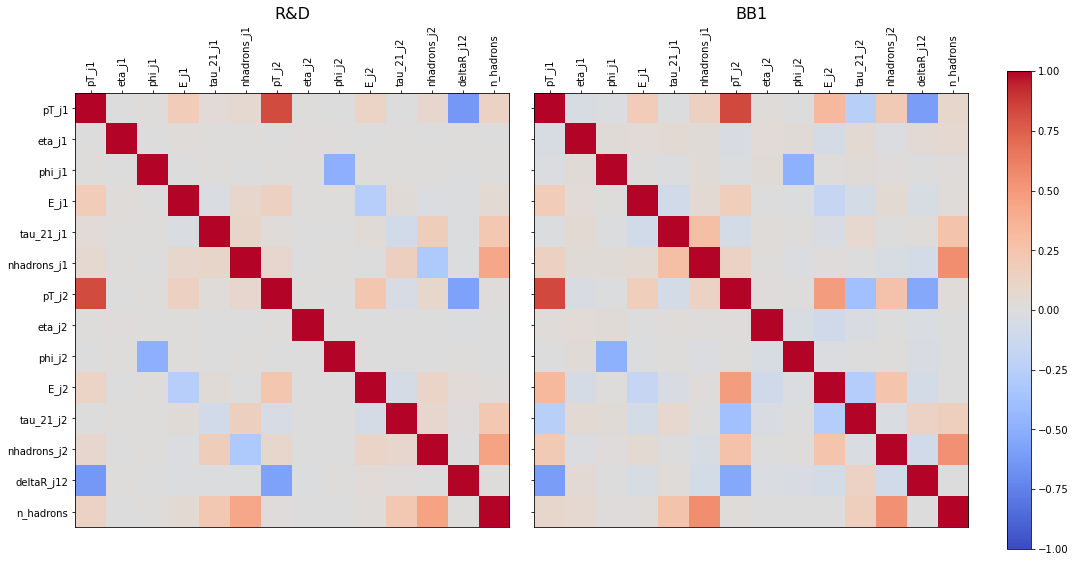 R&D
BB1
pT_j1
eta_j1
phi_j1
E_j1
tau_21_j1
nhadrons_j1
pT_j2
eta_j2
phi_j2
E_j2
tau_21_j2
nhadrons_j2
deltaR_j12
n_hadrons
pT_j1
eta_j1
phi_j1
E_j1
tau_21_j1
nhadrons_j1
pT_j2
eta_j2
phi_j2
E_j2
tau_21_j2
nhadrons_j2
deltaR_j12
n_hadrons
pT_j1
eta_j1
phi_j1
E_j1
tau_21_j1
nhadrons_j1
pT_j2
eta_j2
phi_j2
E_j2
tau_21_j2
nhadrons_j2
deltaR_j12
n_hadrons
1.00
0.75
0.50
0.25
0.00
−0.25
−0.50
−0.75
−1.00